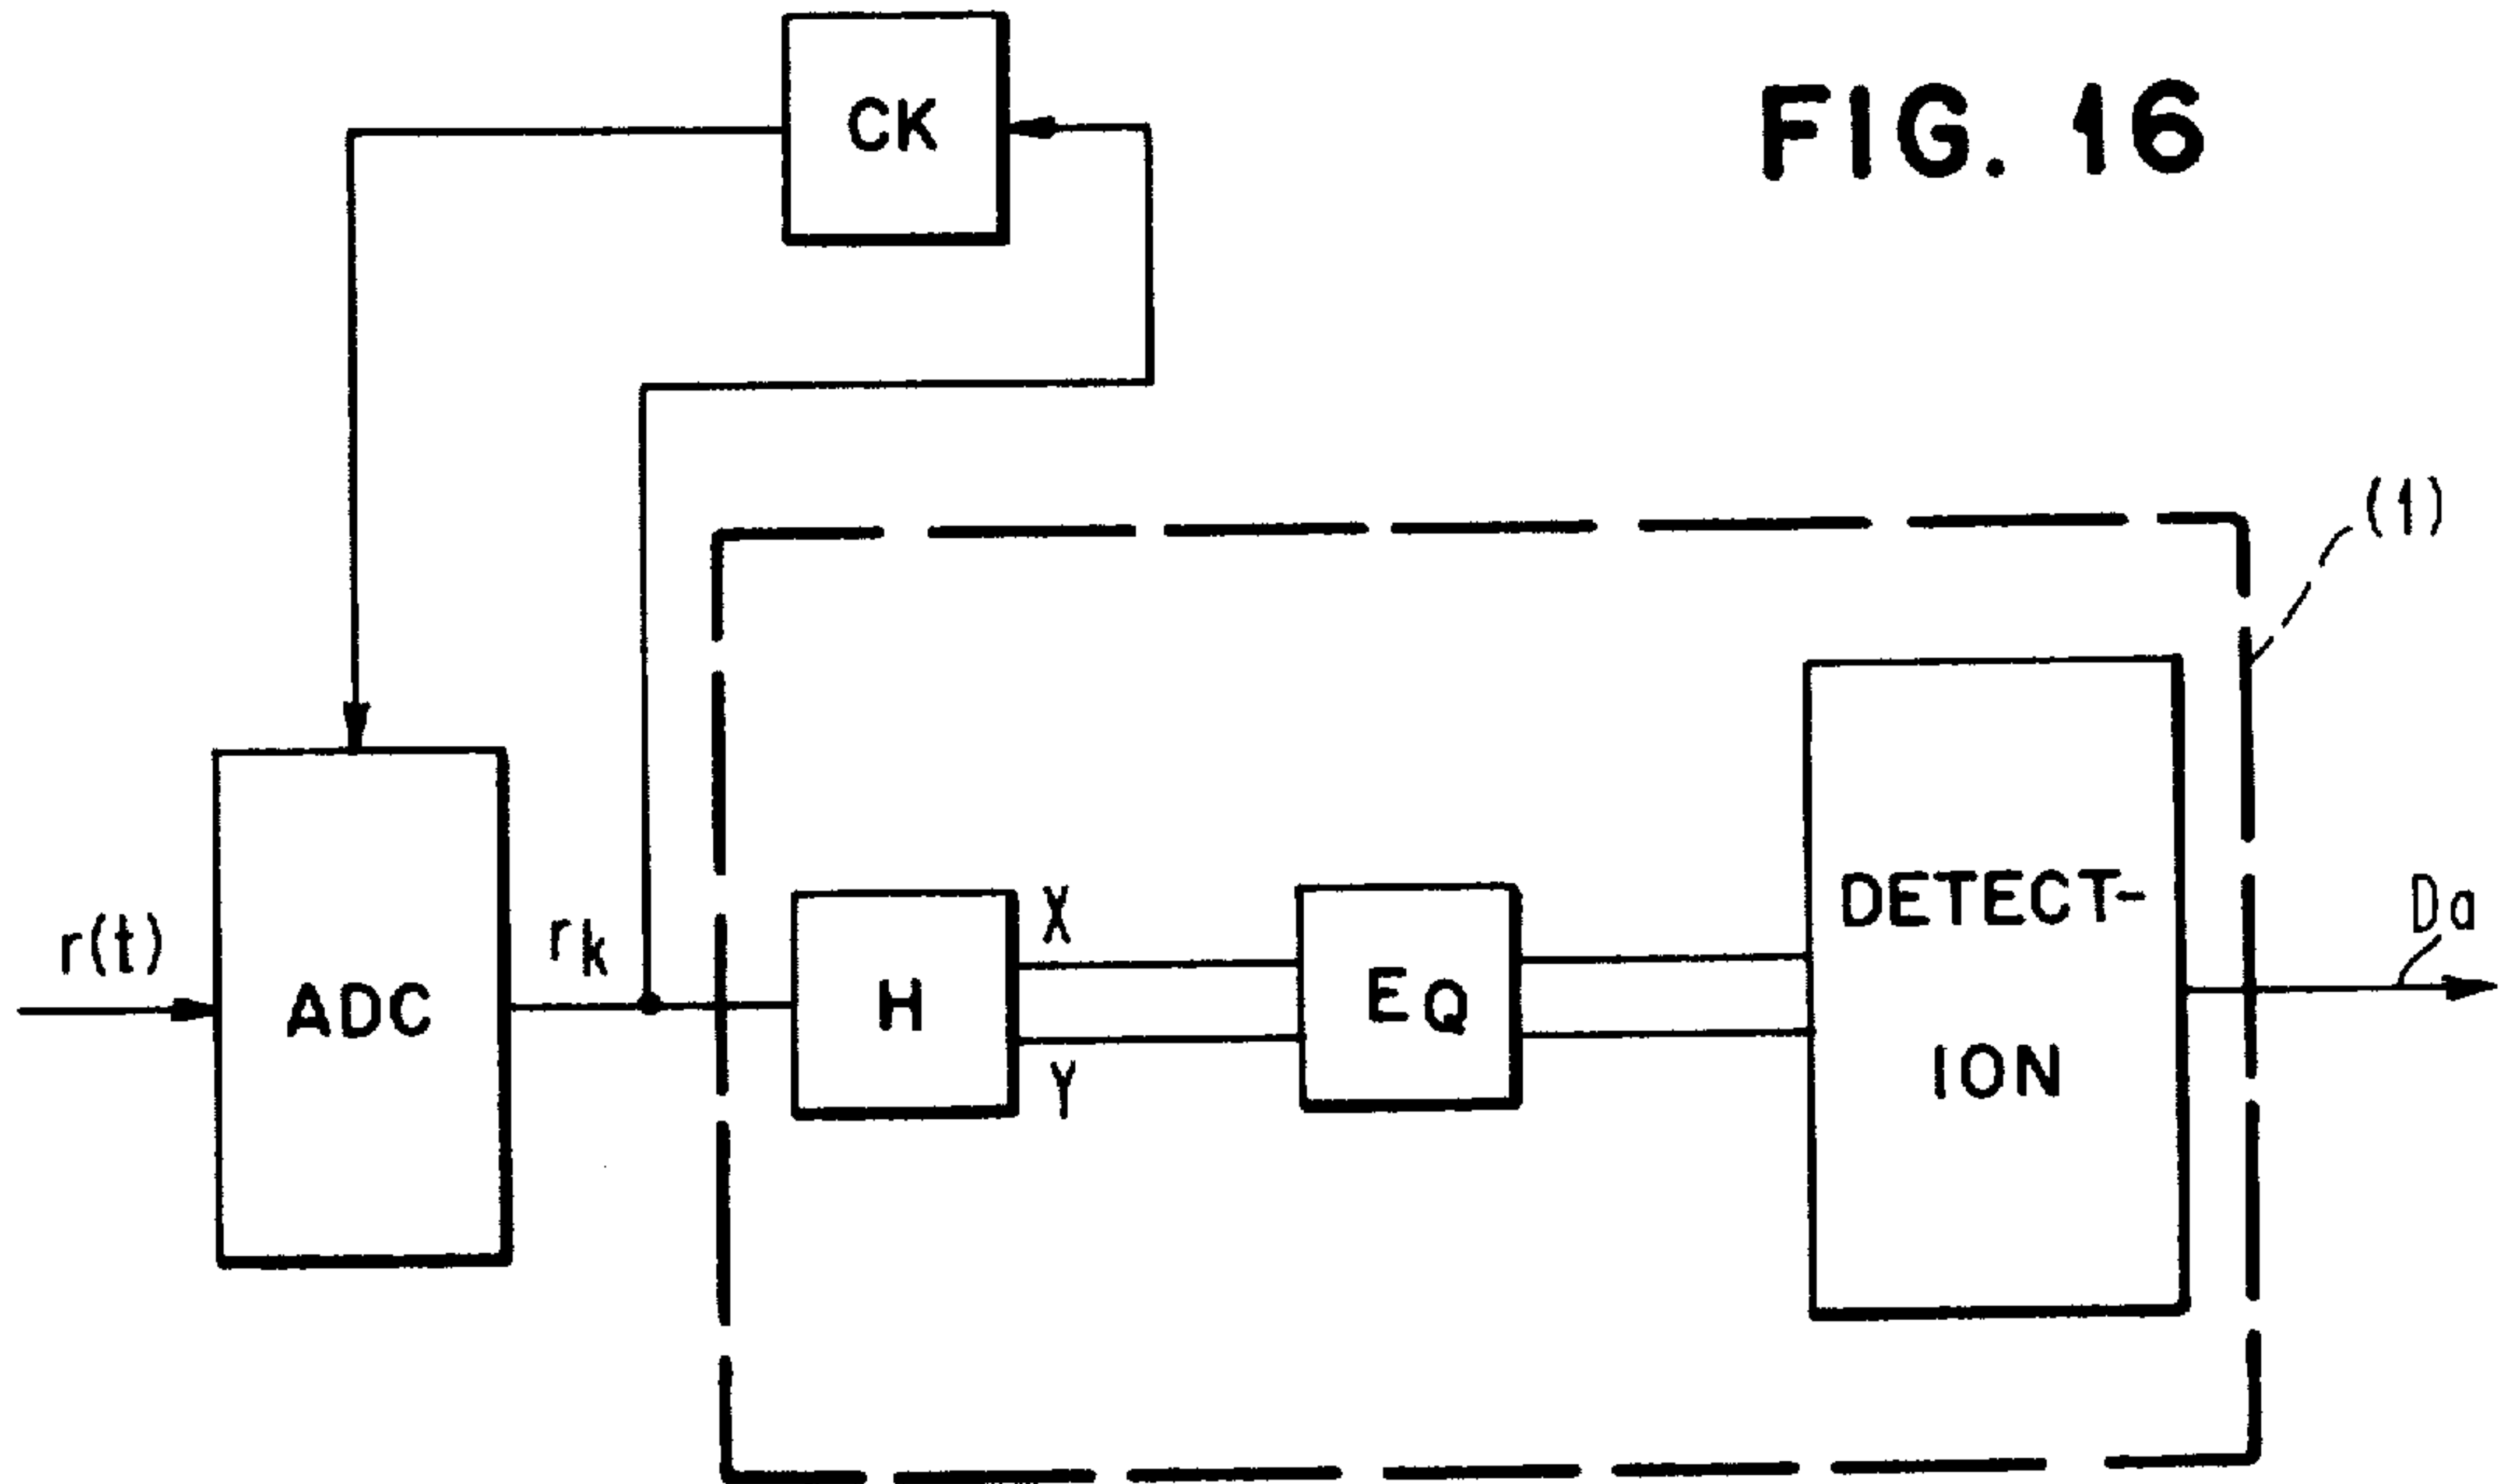 CK
FIG. 16
(1)
r(t)
ADC
rk
H
X
Y
EQ
DETECT-
ION
Da